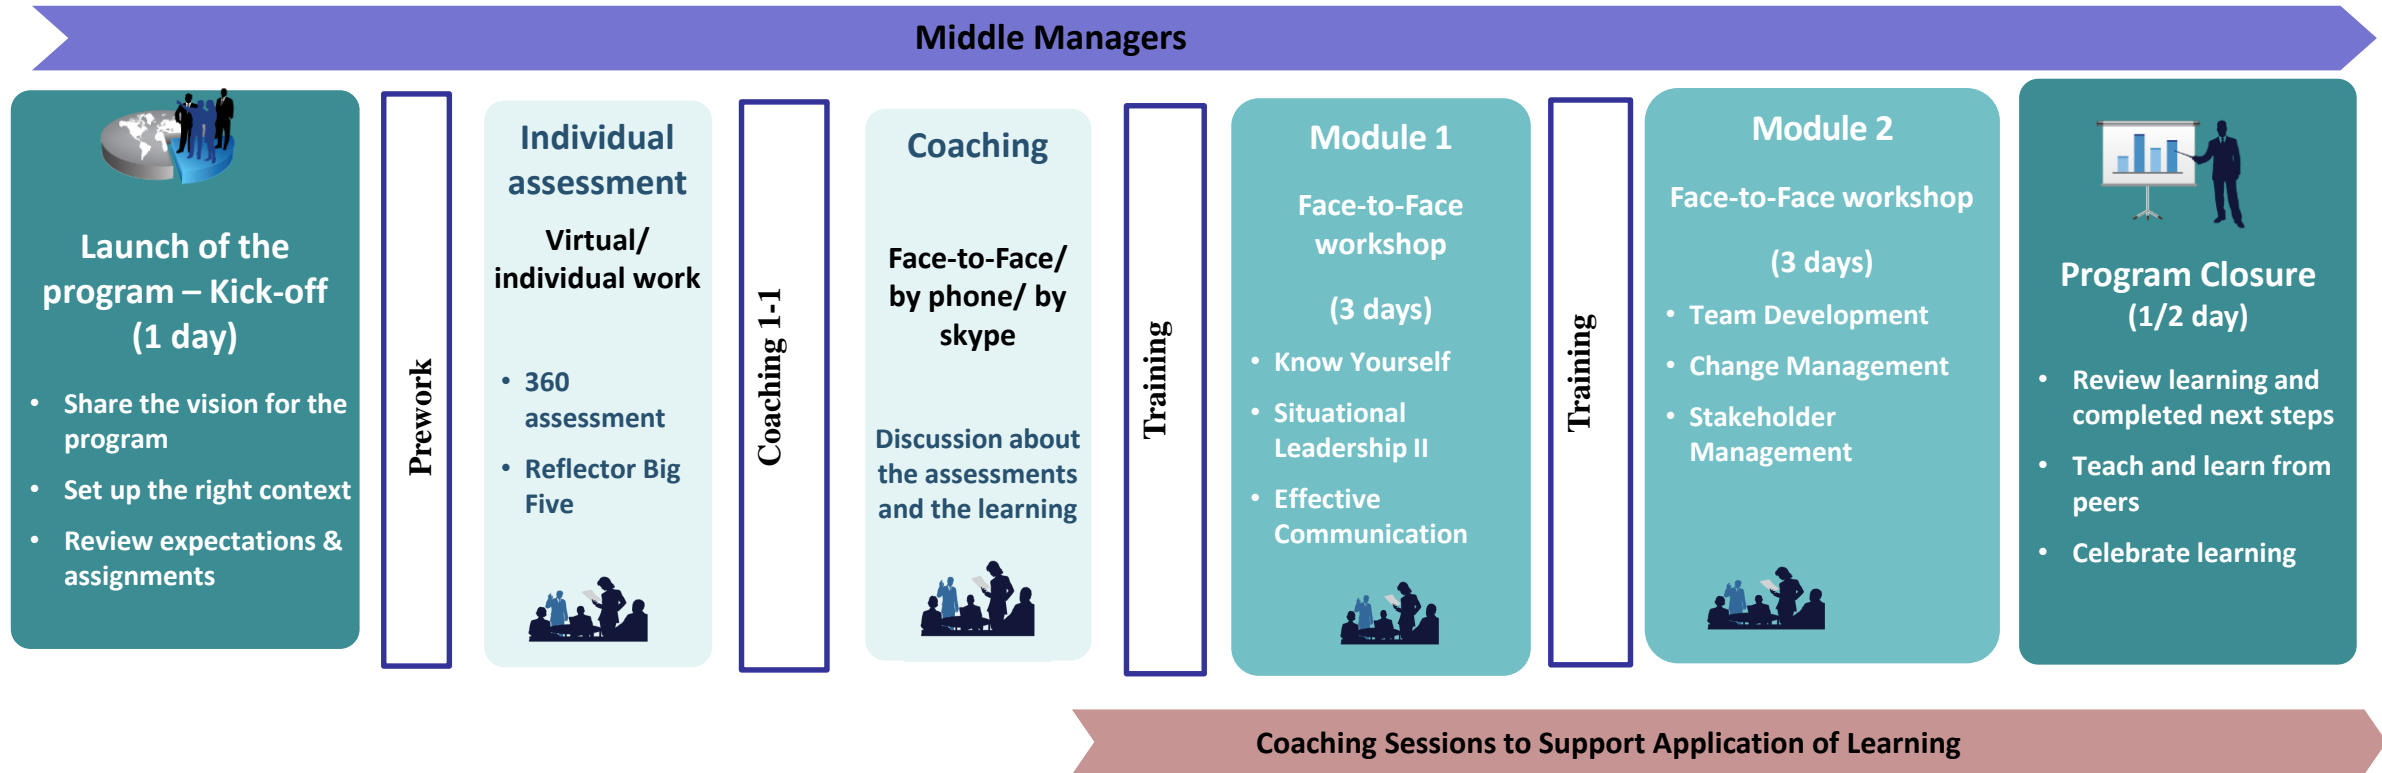 Middle Managers
Launch of the
program – Kick-off
(1 day)
• Share the vision for the
program
• Set up the right context
• Review expectations &
assignments
Prework
Individual
assessment
Virtual/
individual work
• 360
assessment
• Reflector Big
Five
Coaching 1-1
Coaching
Face-to-Face/
by phone/ by
skype
Discussion about
the assessments
and the learning
Training
Module 1
Face-to-Face
workshop
(3 days)
• Know Yourself
• Situational
Leadership II
• Effective
Communication
Training
Module 2
Face-to-Face workshop
(3 days)
• Team Development
• Change Management
• Stakeholder
Management
Program Closure
(1/2 day)
• Review learning and
completed next steps
• Teach and learn from
peers
• Celebrate learning
Coaching Sessions to Support Application of Learning